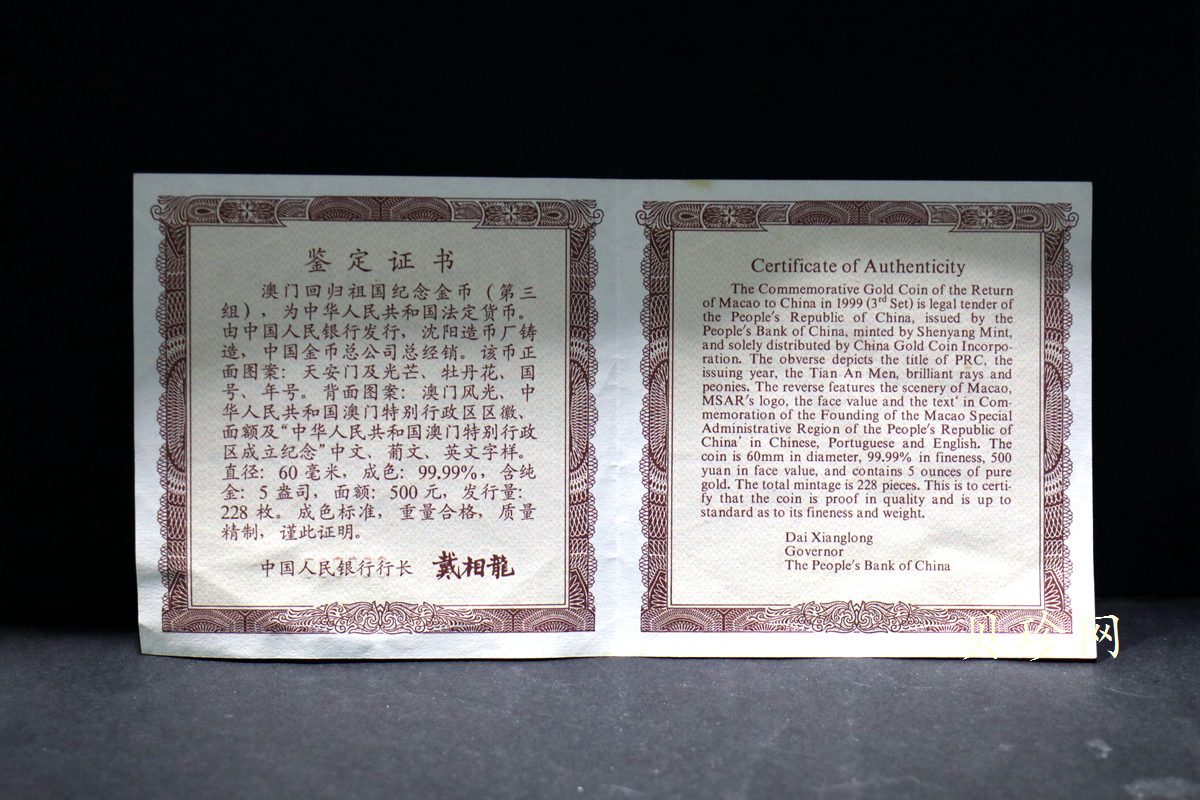 鉴定证书
澳门回归祖国纪念金币（第三
组），为中华人民共和国法定货币。
由中国人民银行发行，沈阳造币厂铸
造，中国金币总公司总经销。该币正
面图案：天安门及光芒、牡丹花、国
号、年号。背面图案：澳门风光、中
华人民共和国澳门特别行政区区徽、
面额及“中华人民共和国澳门特别行政
区成立纪念”中文、葡文、英文字样。
直径：60毫米，成色：99.99%，含纯
金：5盎司，面额：500元，发行量：
228枚。成色标准，重量合格，质量
精制，谨此证明。
中国人民银行行长 戴相龍
Certificate of Authenticity
The Commemorative Gold Coin of the Return
of Macao to China in 1999 (3rd Set) is legal tender of
the People's Republic of China, issued by the
People's Bank of China, minted by Shenyang Mint,
and solely distributed by China Gold Coin Incorpo-
ration. The obverse depicts the title of PRC, the
issuing year, the Tian An Men, brilliant rays and
peonies. The reverse features the scenery of Macao,
MSAR's logo, the face value and the text' in Com-
memoration of the Founding of the Macao Special
Administrative Region of the People's Republic of
China' in Chinese, Portuguese and English. The
coin is 60mm in diameter, 99.99% in fineness, 500
yuan in face value, and contains 5 ounces of pure
gold. The total mintage is 228 pieces. This is to certi-
fy that the coin is proof in quality and is up to
standard as to its fineness and weight.
Dai Xianglong
Governor
The People's Bank of China
贝珍网